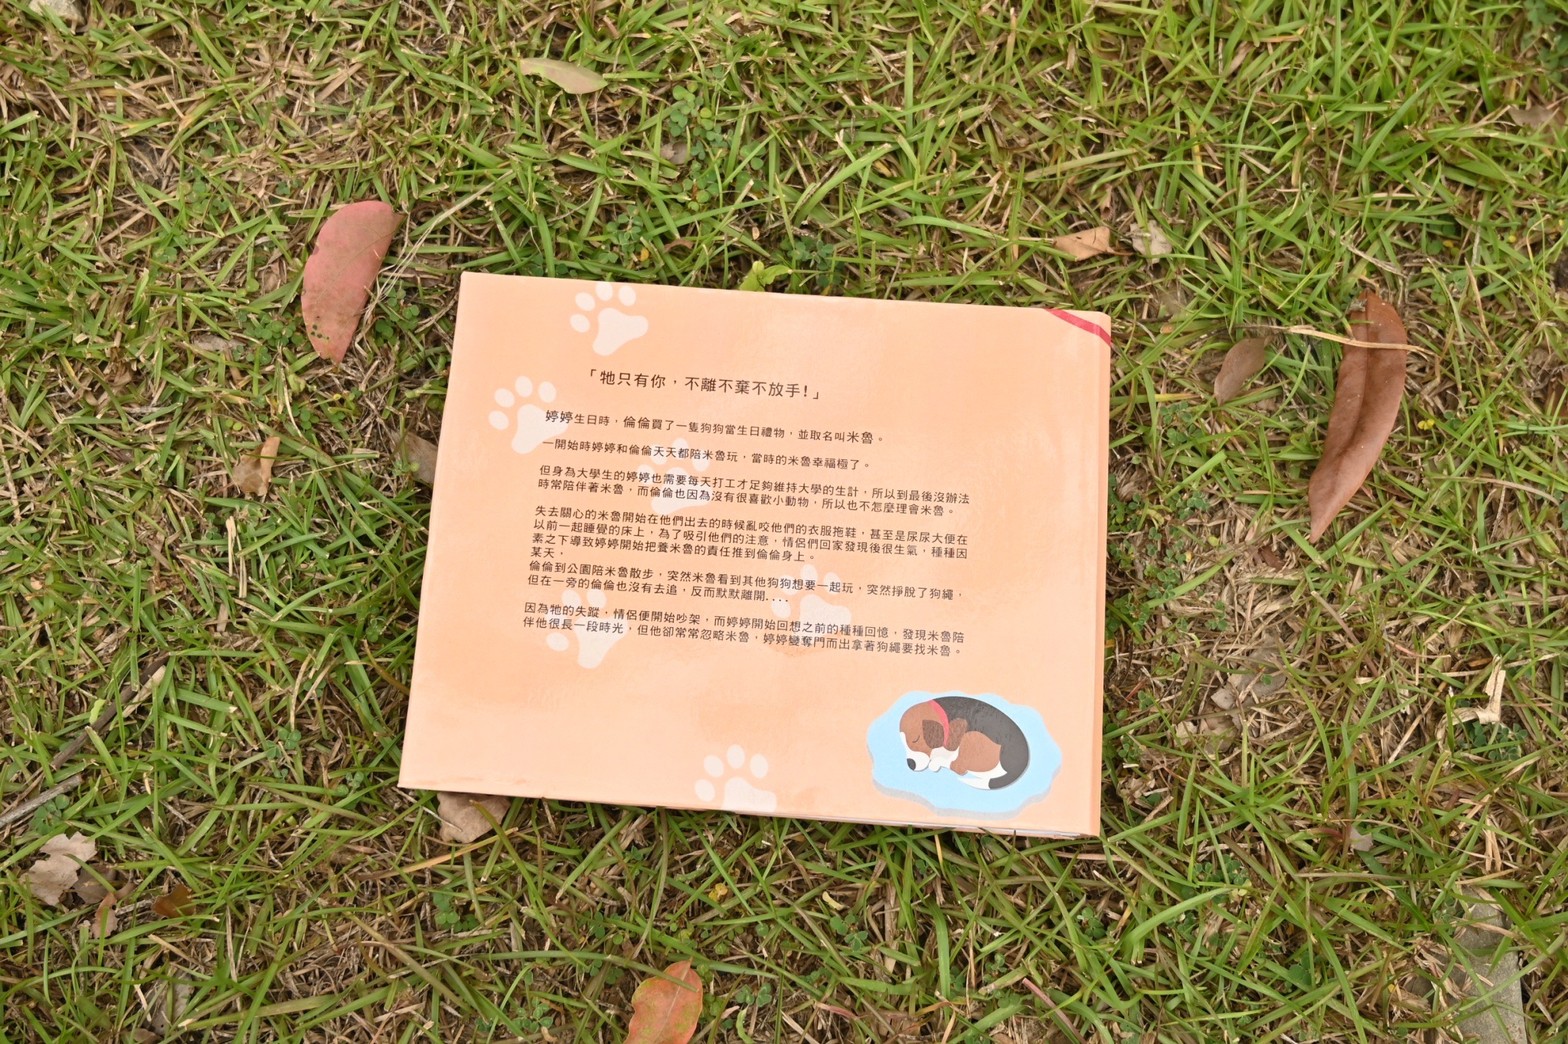 「牠只有你，不離不棄不放手!」
婷婷生日時，倫倫買了一隻狗狗當生日禮物，並取名叫米魯。
一開始時婷婷和倫倫天天都陪米魯玩，當時的米魯幸福極了。
但身為大學生的婷婷也需要每天打工才足夠維持大學的生計，所以到最後沒辦法
時常陪伴著米魯，而倫倫也因為沒有很喜歡小動物，所以也不怎麼理會米魯。
失去關心的米魯開始在他們出去的時候亂咬他們的衣服拖鞋，甚至是尿尿大便在
以前一起睡覺的床上，為了吸引他們的注意，情侶們回家發現後很生氣，種種因
素之下導致婷婷開始把養米魯的責任推到倫倫身上。
某天，
倫倫到公園陪米魯散步，突然米魯看到其他狗狗想要一起玩，突然掙脫了狗繩，
但在一旁的倫倫也沒有去追，反而默默離開....
因為牠的失蹤，情侶便開始吵架，而婷婷開始回想之前的種種回憶，發現米魯陪
伴他很長一段時光，但他卻常常忽略米魯，婷婷變奪門而出拿著狗繩要找米魯。